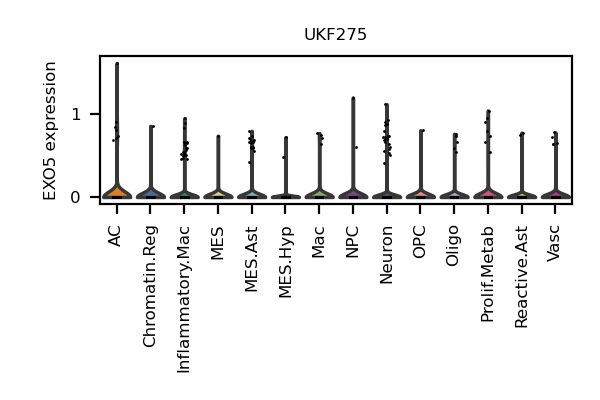 UKF275
EXO5 expression
1
0
AC
Chromatin.Reg
Inflammatory.Mac
MES
MES.Ast
MES.Hyp
Mac
NPC
Neuron
OPC
Oligo
Prolif.Metab
Reactive.Ast
Vasc